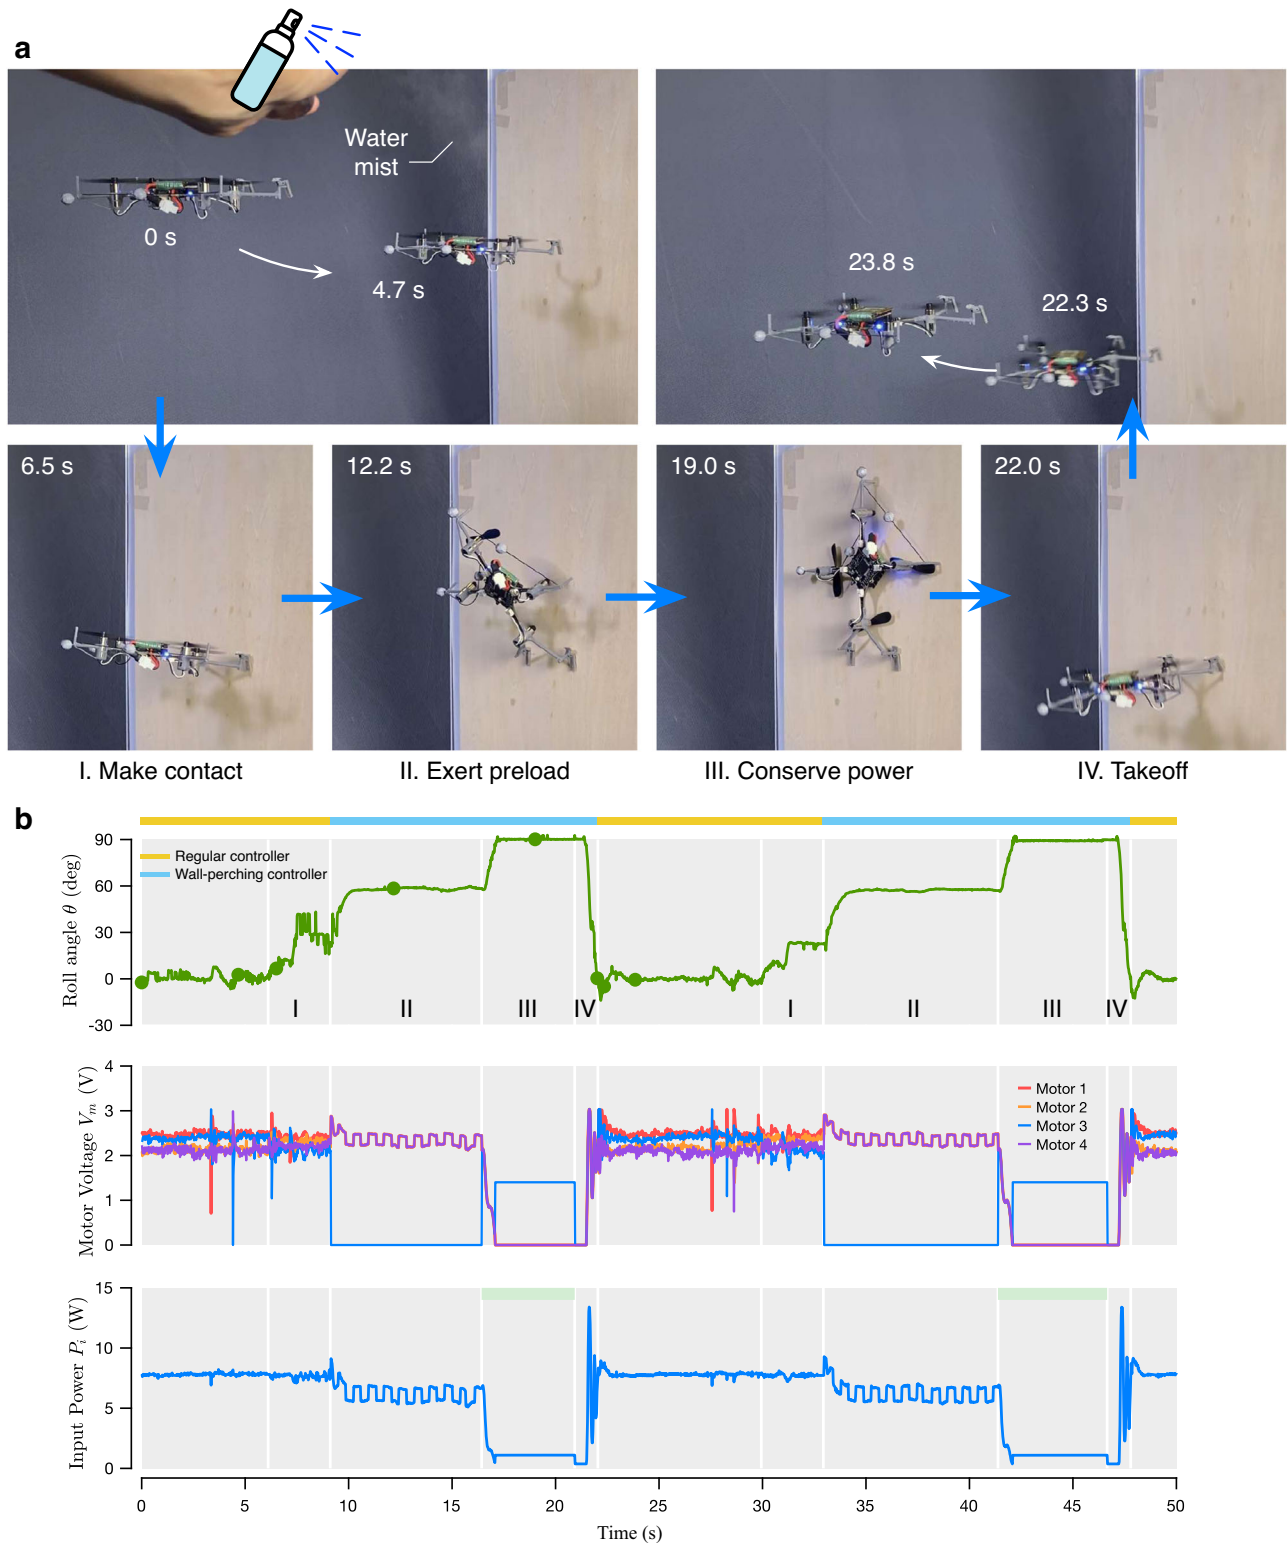 a
Water
mist
0 s
4.7 s
23.8 s
22.3 s
6.5 s
12.2 s
19.0 s
22.0 s
I. Make contact
II. Exert preload
III. Conserve power
IV. Takeoff
b
Roll angle θ (deg)
90
60
30
0
-30
Regular controller
Wall-perching controller
I
II
III
IV
I
II
III
IV
Motor Voltage Vm (V)
4
3
2
1
0
Motor 1
Motor 2
Motor 3
Motor 4
Input Power Pi (W)
15
10
5
0
0 5 10 15 20 25 30 35 40 45 50
Time (s)